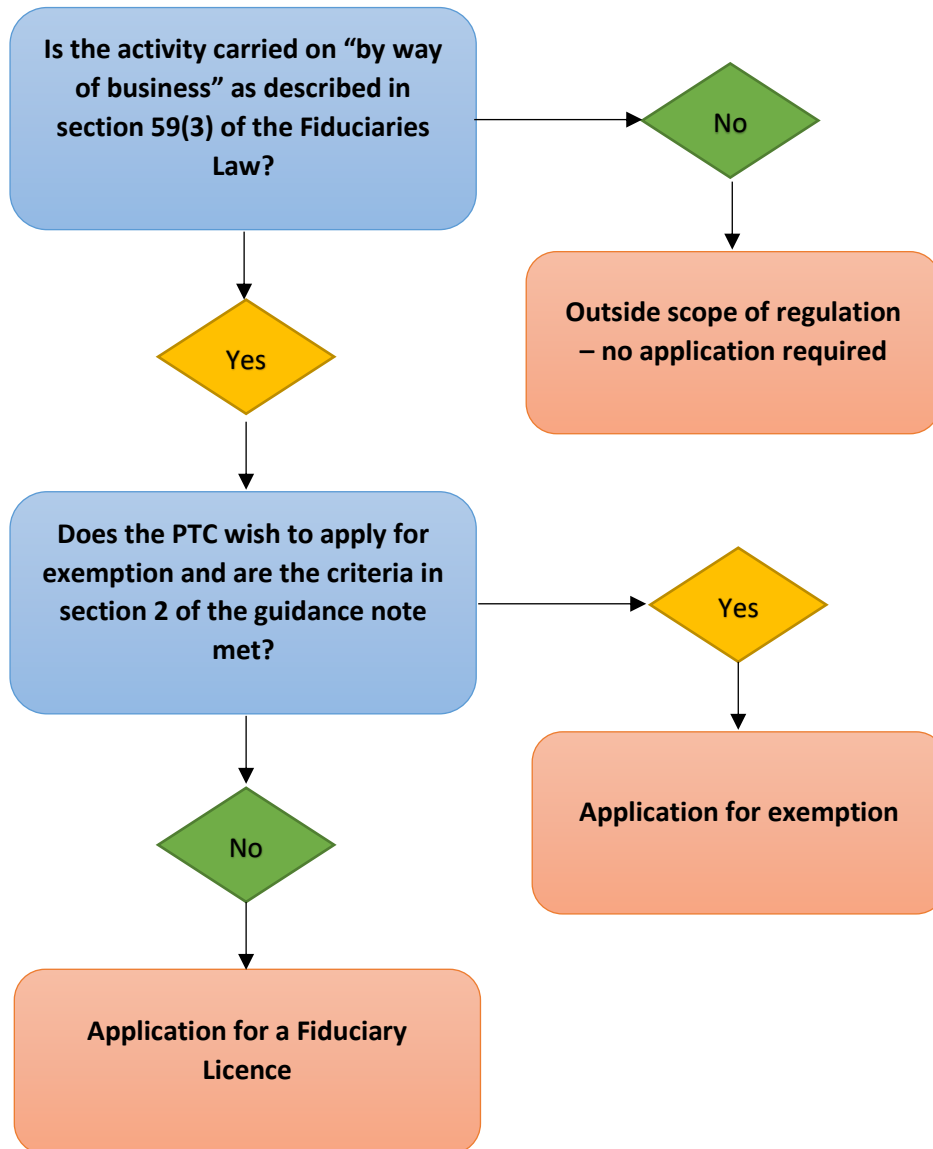 Is the activity carried on “by way
of business” as described in
section 59(3) of the Fiduciaries
Law?
No
Outside scope of regulation
– no application required
Yes
Does the PTC wish to apply for
exemption and are the criteria in
section 2 of the guidance note
met?
Yes
Application for exemption
No
Application for a Fiduciary
Licence